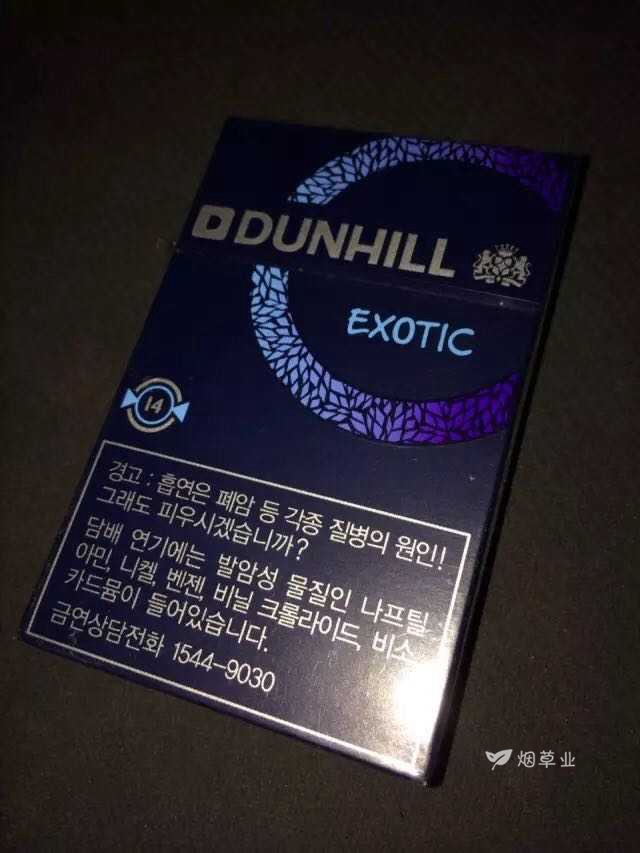 DUNHILL
EXOTIC
14
경고 : 흡연은 폐암 등 각종 질병의 원인!
그래도 피우시겠습니까?
담배 연기에는 발암성 물질인 나프틸
아민, 니켈, 벤젠, 비닐 크롤라이드, 비소,
카드뮴이 들어있습니다.
금연상담전화 1544-9030
烟草业